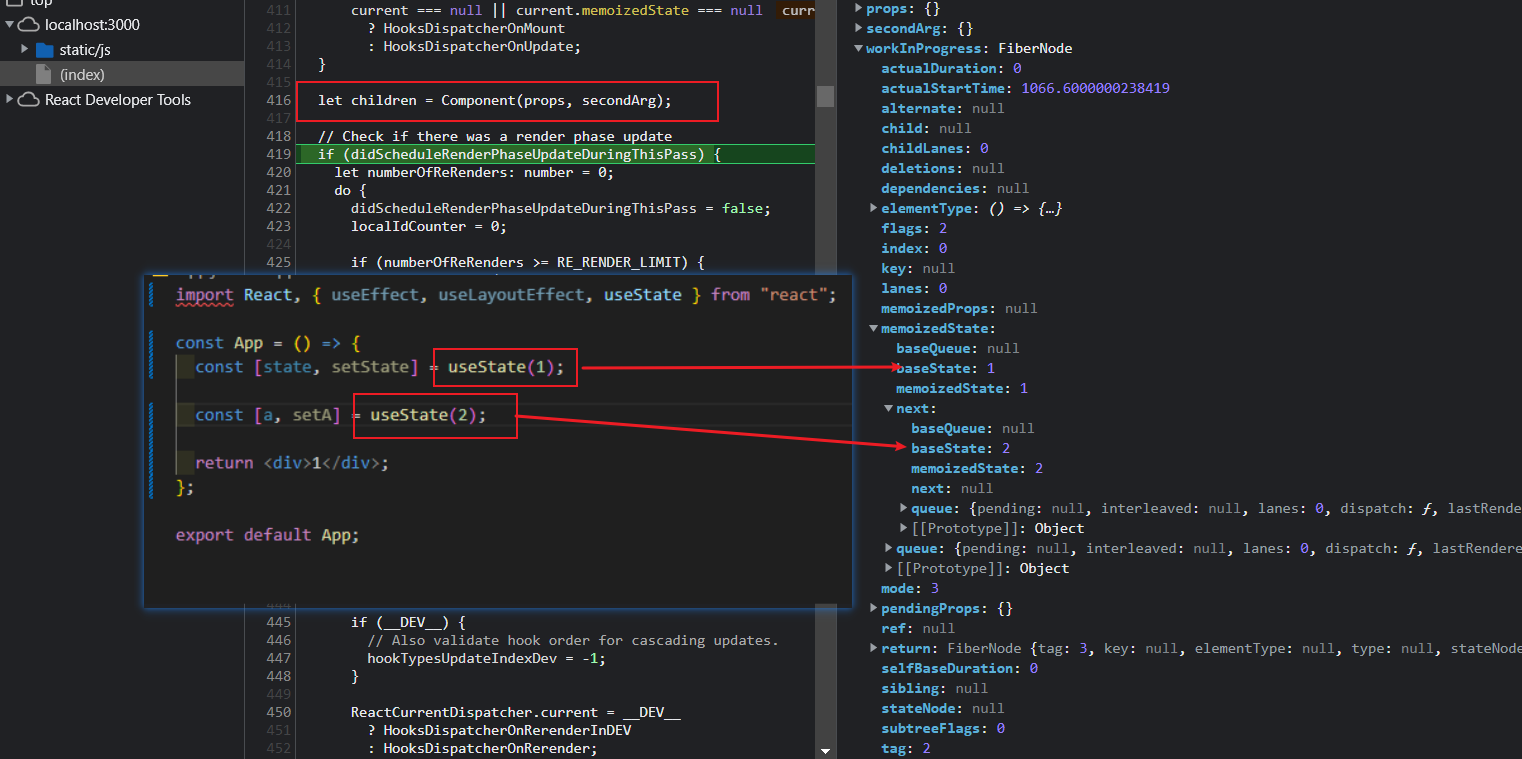 top
localhost:3000
static/js
(index)
React Developer Tools
411 current === null || current.memoizedState === null curr
412 ? HooksDispatcherOnMount
413 : HooksDispatcherOnUpdate;
414 }
415
416 let children = Component(props, secondArg);
417
418 // Check if there was a render phase update
419 if (didScheduleRenderPhaseUpdateDuringThisPass) {
420 let numberOfReRenders: number = 0;
421 do {
422 didScheduleRenderPhaseUpdateDuringThisPass = false;
423 localIdCounter = 0;
424
425 if (numberOfReRenders >= RE_RENDER_LIMIT) {
import React, { useEffect, useLayoutEffect, useState } from "react";
const App = () => {
const [state, setState] = useState(1);
const [a, setA] = useState(2);
return <div>1</div>;
};
export default App;
444
445 if (__DEV__) {
446 // Also validate hook order for cascading updates.
447 hookTypesUpdateIndexDev = -1;
448 }
449
450 ReactCurrentDispatcher.current = __DEV__
451 ? HooksDispatcherOnRerenderInDEV
452 : HooksDispatcherOnRerender;
props: {}
secondArg: {}
workInProgress: FiberNode
actualDuration: 0
actualStartTime: 1066.6000000238419
alternate: null
child: null
childLanes: 0
deletions: null
dependencies: null
elementType: () => {…}
flags: 2
index: 0
key: null
lanes: 0
memoizedProps: null
memoizedState:
baseQueue: null
baseState: 1
memoizedState: 1
next:
baseQueue: null
baseState: 2
memoizedState: 2
next: null
queue: {pending: null, interleaved: null, lanes: 0, dispatch: ƒ, lastRende
[[Prototype]]: Object
queue: {pending: null, interleaved: null, lanes: 0, dispatch: ƒ, lastRendere
[[Prototype]]: Object
mode: 3
pendingProps: {}
ref: null
return: FiberNode {tag: 3, key: null, elementType: null, type: null, stateNode
selfBaseDuration: 0
sibling: null
stateNode: null
subtreeFlags: 0
tag: 2